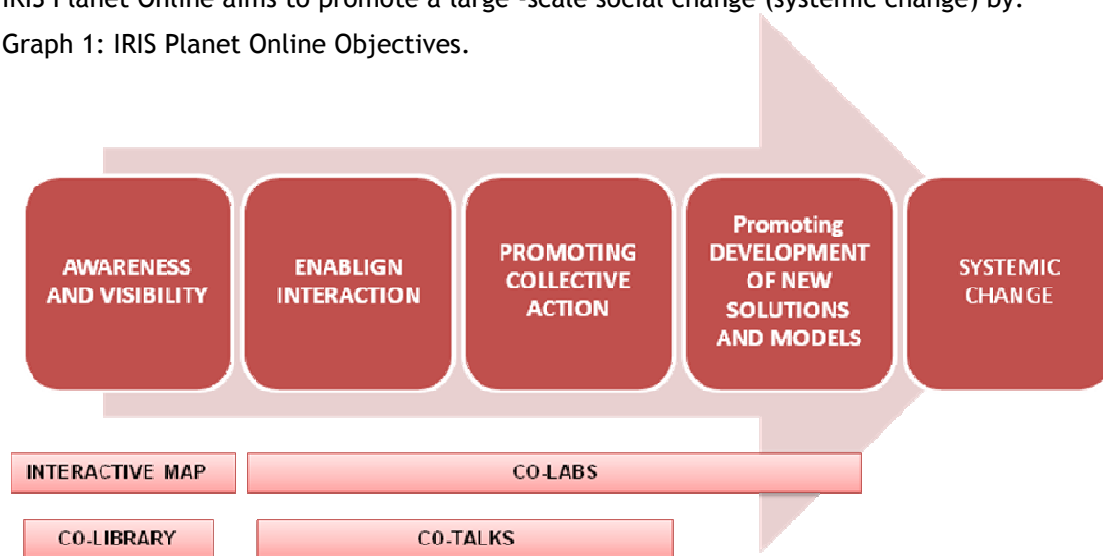 IRIS Planet Online aims to promote a large -scale social change (systemic change) by:
Graph 1: IRIS Planet Online Objectives.
AWARENESS
AND VISIBILITY
ENABLIGN
INTERACTION
PROMOTING
COLLECTIVE
ACTION
Promoting
DEVELOPMENT
OF NEW
SOLUTIONS
AND MODELS
SYSTEMIC
CHANGE
INTERACTIVE MAP
CO-LABS
CO-LIBRARY
CO-TALKS